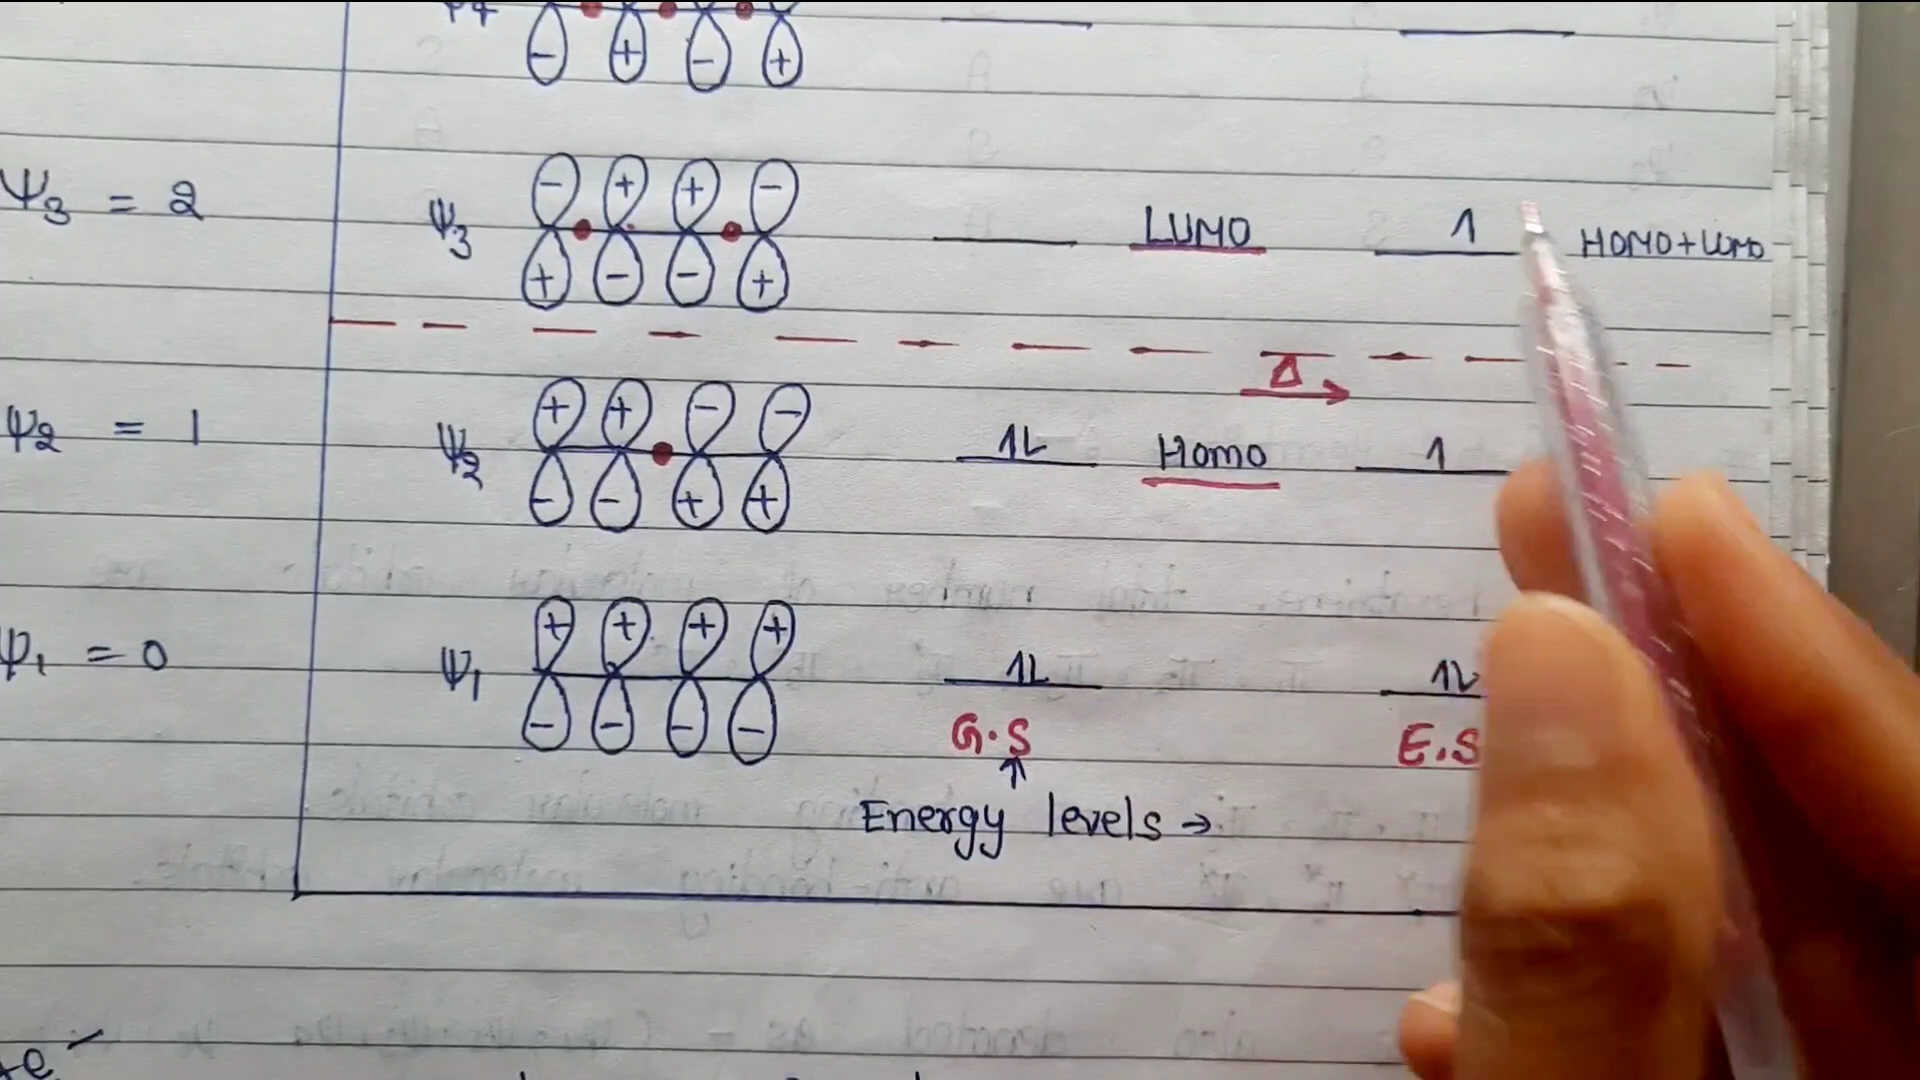 - + - +
Ψ3 = 2 Ψ3 - + + - LUMO 1 HOMO+LUMO
+ - - +
Δ
Ψ2 = 1 Ψ2 + + - - 1L Homo 1
- - + +
Ψ1 = 0 Ψ1 + + + + 1L 1L
- - - -
G.S E.S
Energy levels →